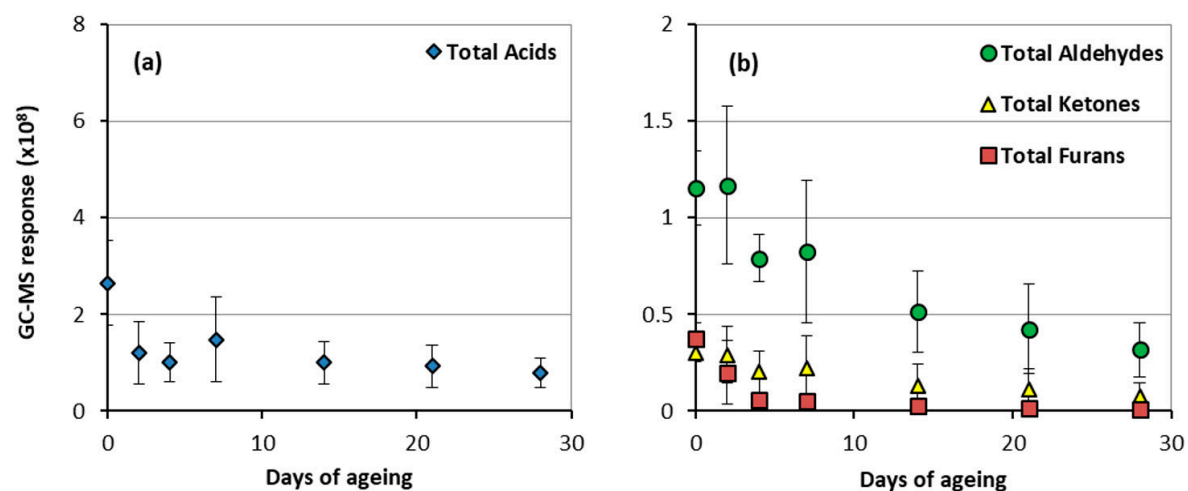 GC-MS response (x10⁸)
8
6
4
2
0
(a)
Total Acids
0 10 20 30
Days of ageing
2
1.5
1
0.5
0
(b)
Total Aldehydes
Total Ketones
Total Furans
0 10 20 30
Days of ageing